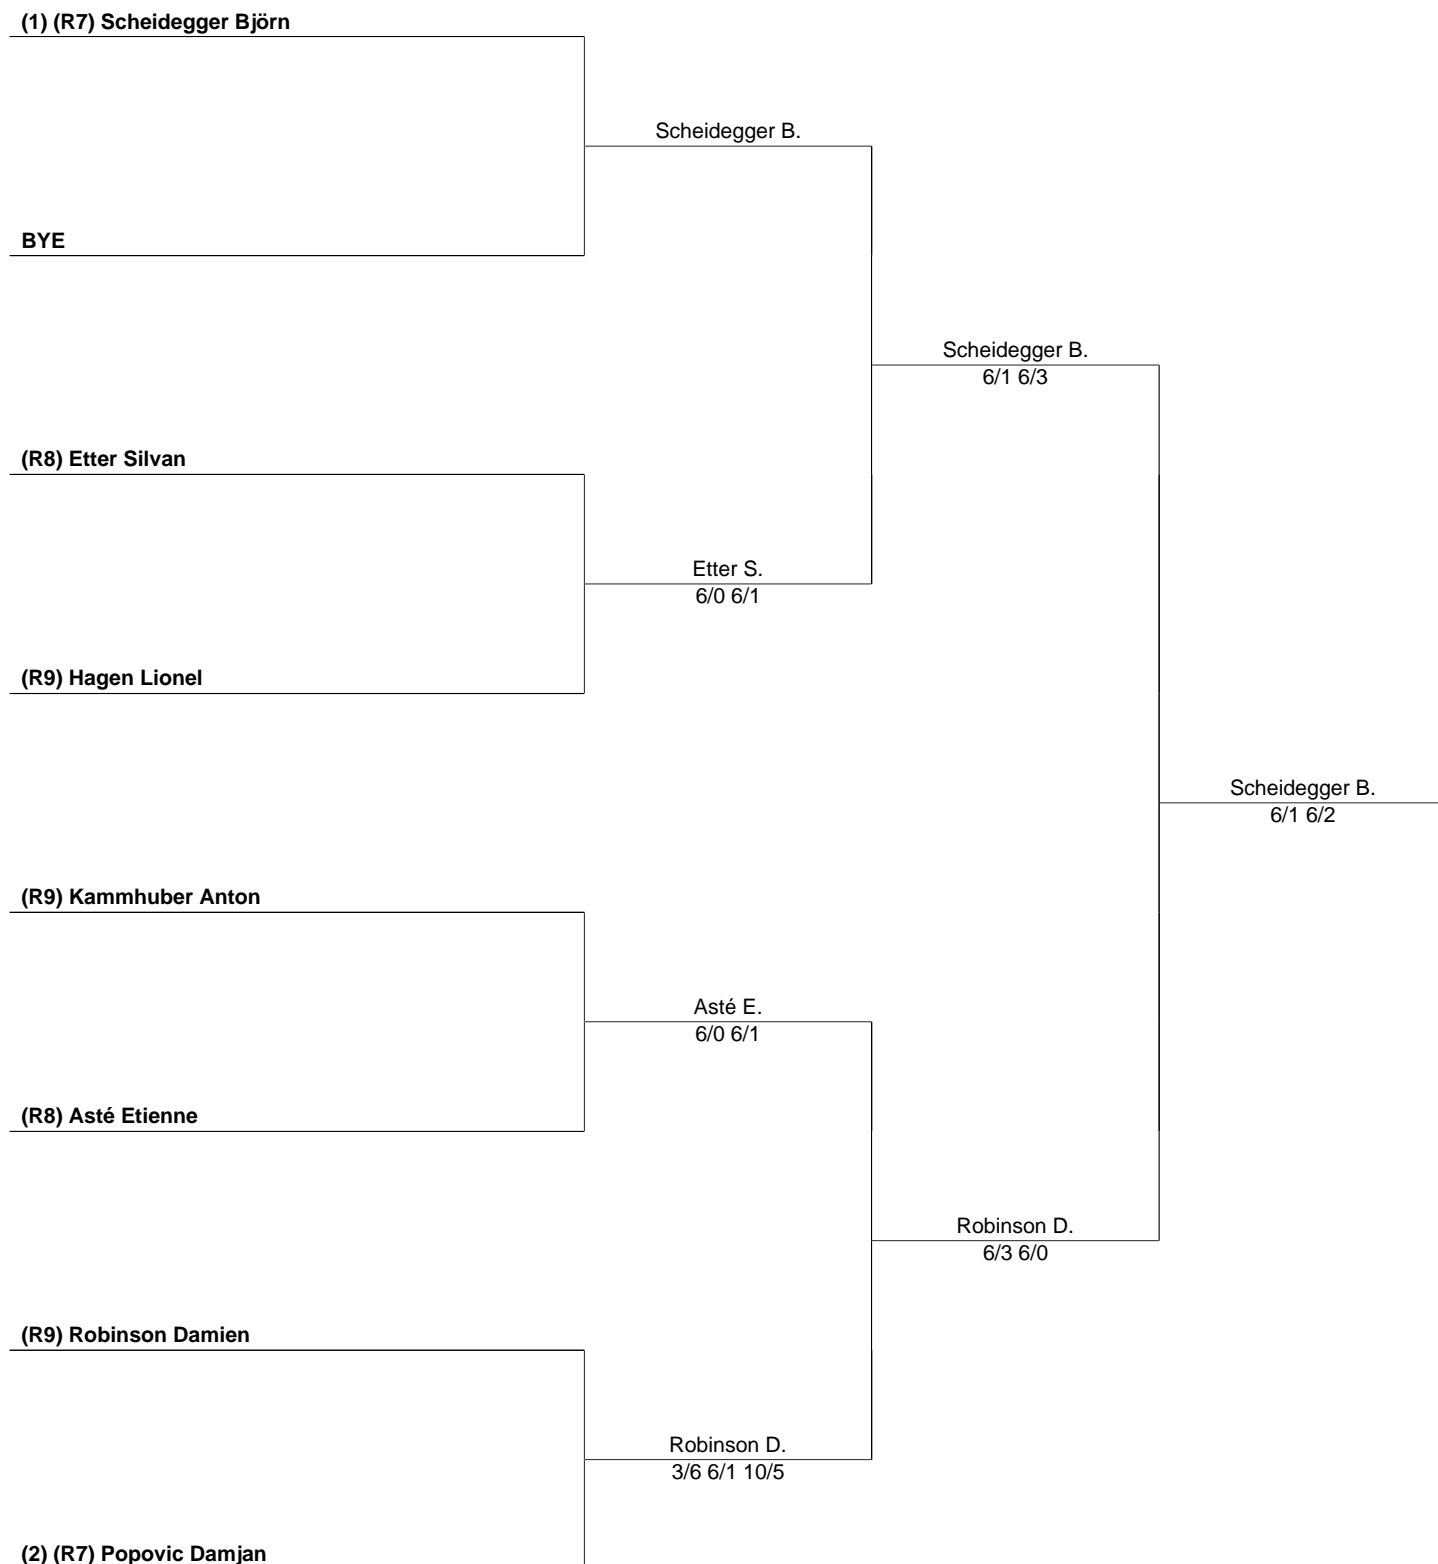 (1) (R7) Scheidegger Björn
Scheidegger B.
BYE
Scheidegger B.
6/1 6/3
(R8) Etter Silvan
Etter S.
6/0 6/1
(R9) Hagen Lionel
Scheidegger B.
6/1 6/2
(R9) Kammhuber Anton
Asté E.
6/0 6/1
(R8) Asté Etienne
Robinson D.
6/3 6/0
(R9) Robinson Damien
Robinson D.
3/6 6/1 10/5
(2) (R7) Popovic Damjan